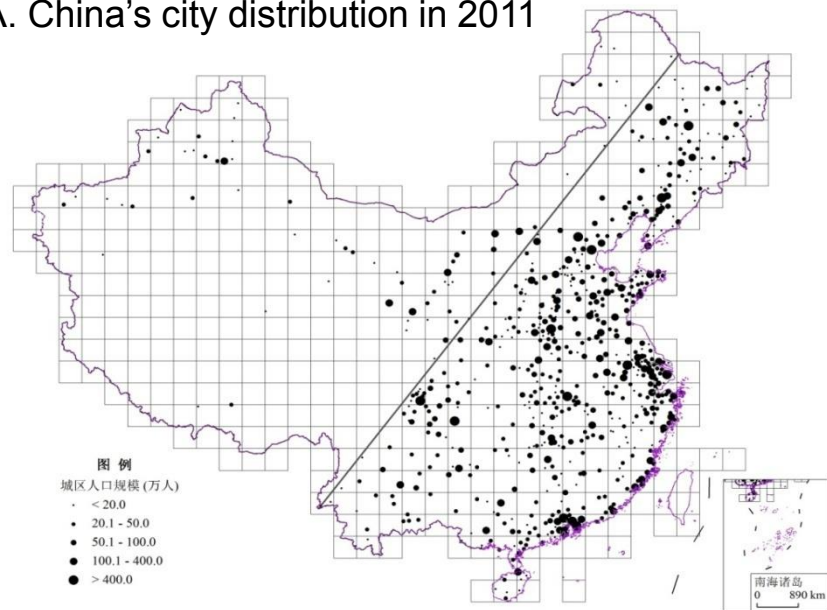 A. China's city distribution in 2011
图 例
城区人口规模 (万人)
< 20.0
20.1 - 50.0
50.1 - 100.0
100.1 - 400.0
> 400.0
南海诸岛
0 890 km